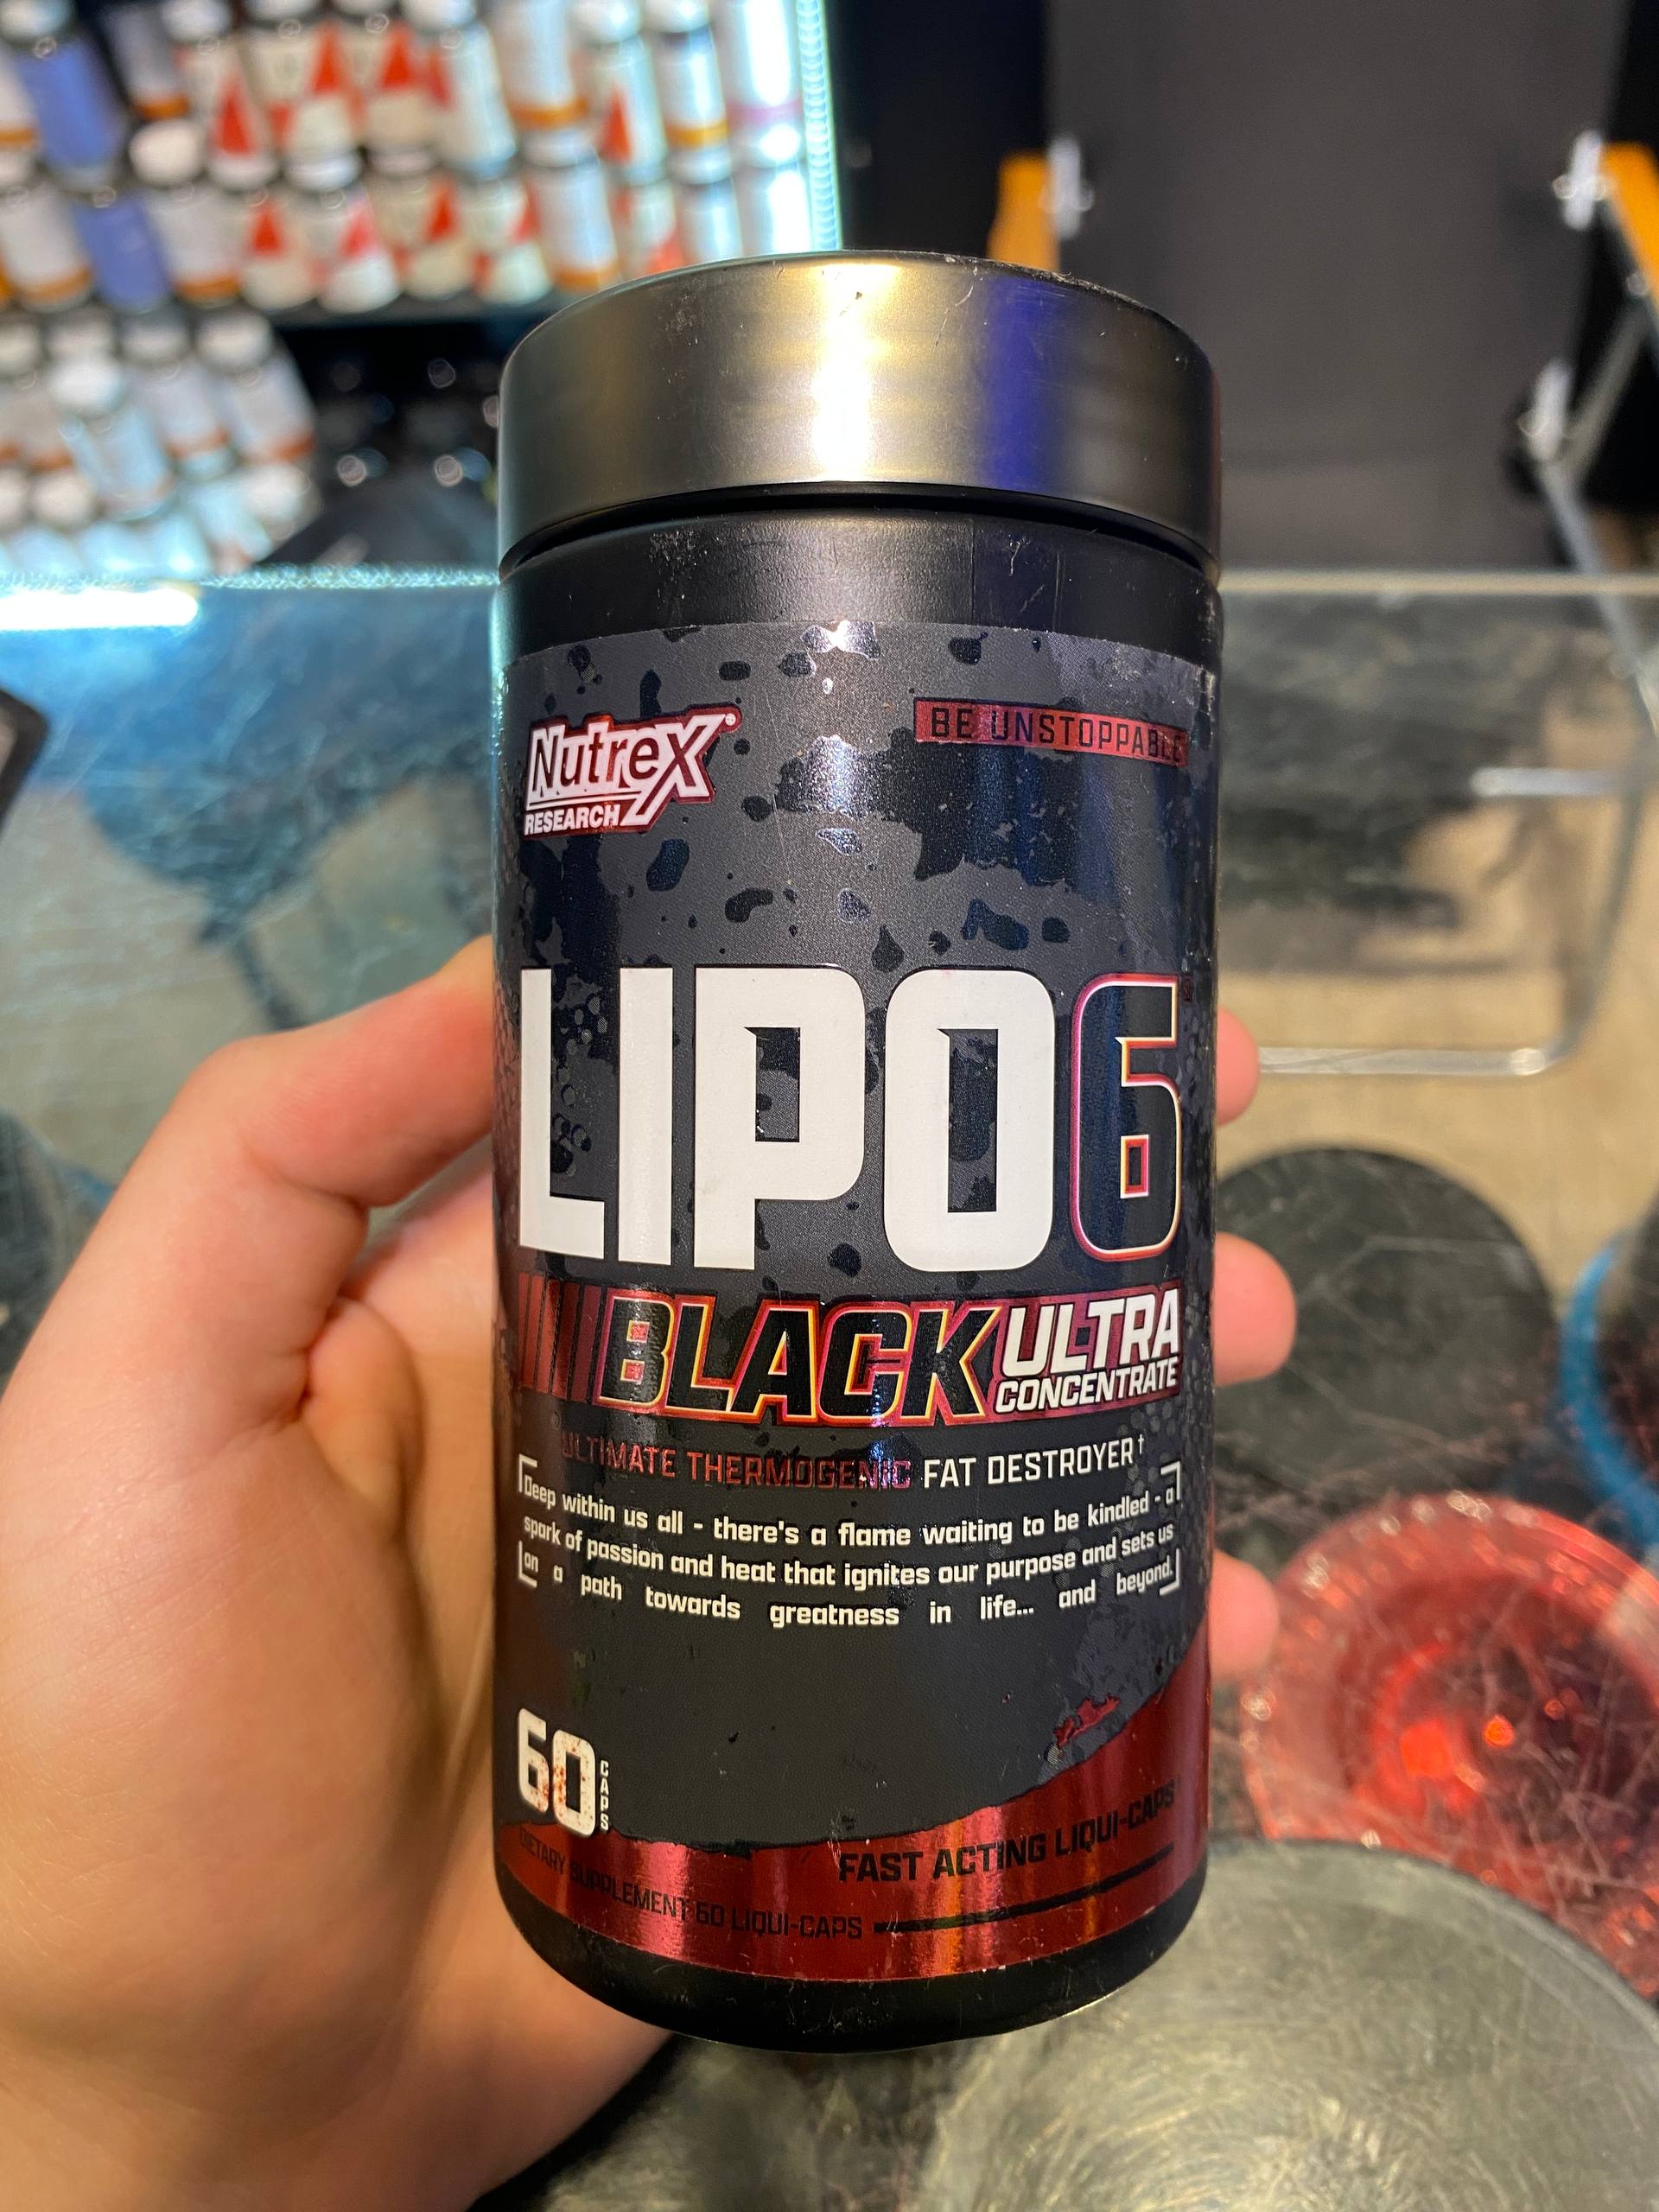 Nutrex®
RESEARCH
BE UNSTOPPABLE
LIPO6
BLACK ULTRA
CONCENTRATE
ULTIMATE THERMOGENIC FAT DESTROYER†
Deep within us all - there's a flame waiting to be kindled - a
spark of passion and heat that ignites our purpose and sets us
on a path towards greatness in life... and beyond.
60
CAPS
FAST ACTING LIQUI-CAPS
DIETARY SUPPLEMENT 60 LIQUI-CAPS